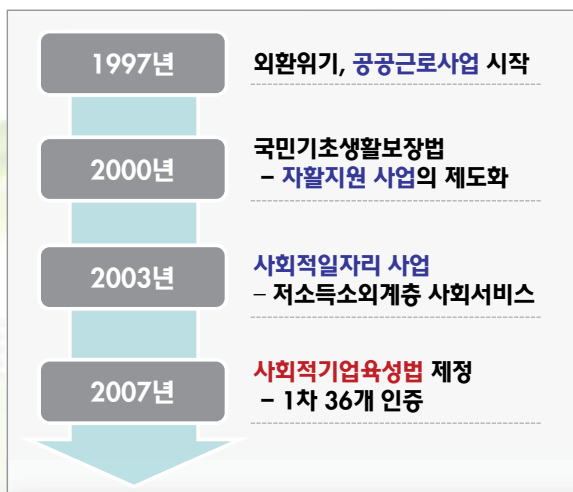 1997년
외환위기, 공공근로사업 시작
2000년
국민기초생활보장법
– 자활지원 사업의 제도화
2003년
사회적일자리 사업
– 저소득소외계층 사회서비스
2007년
사회적기업육성법 제정
– 1차 36개 인증